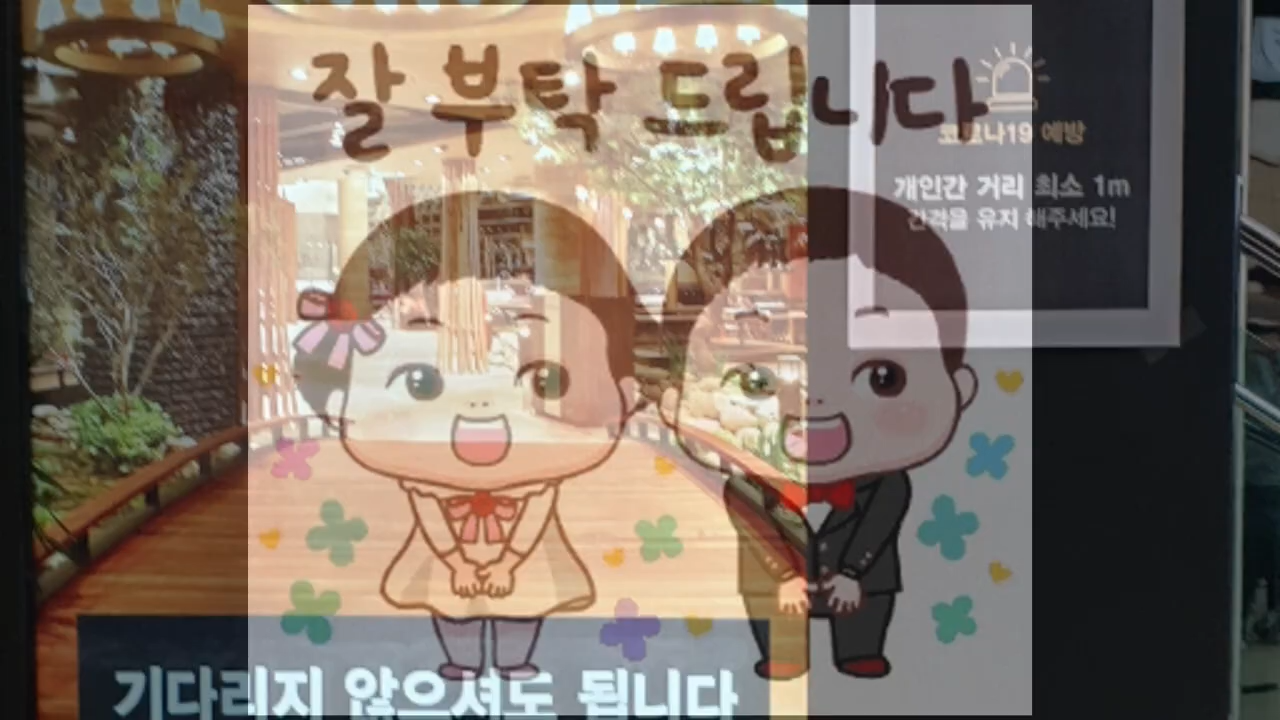 잘 부탁 드립니다
코로나19 예방
개인간 거리 최소 1m
간격을 유지 해주세요!
기다리지 않으셔도 됩니다